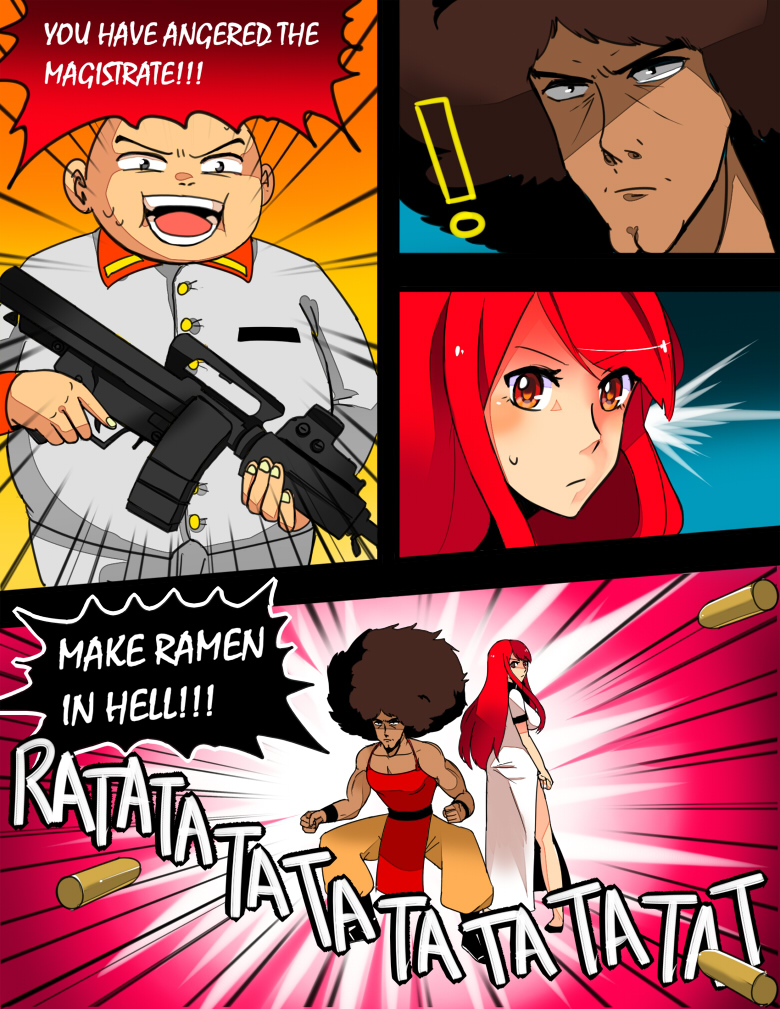 YOU HAVE ANGERED THE
MAGISTRATE!!!
!
MAKE RAMEN
IN HELL!!!
RATATATATATATATATAT